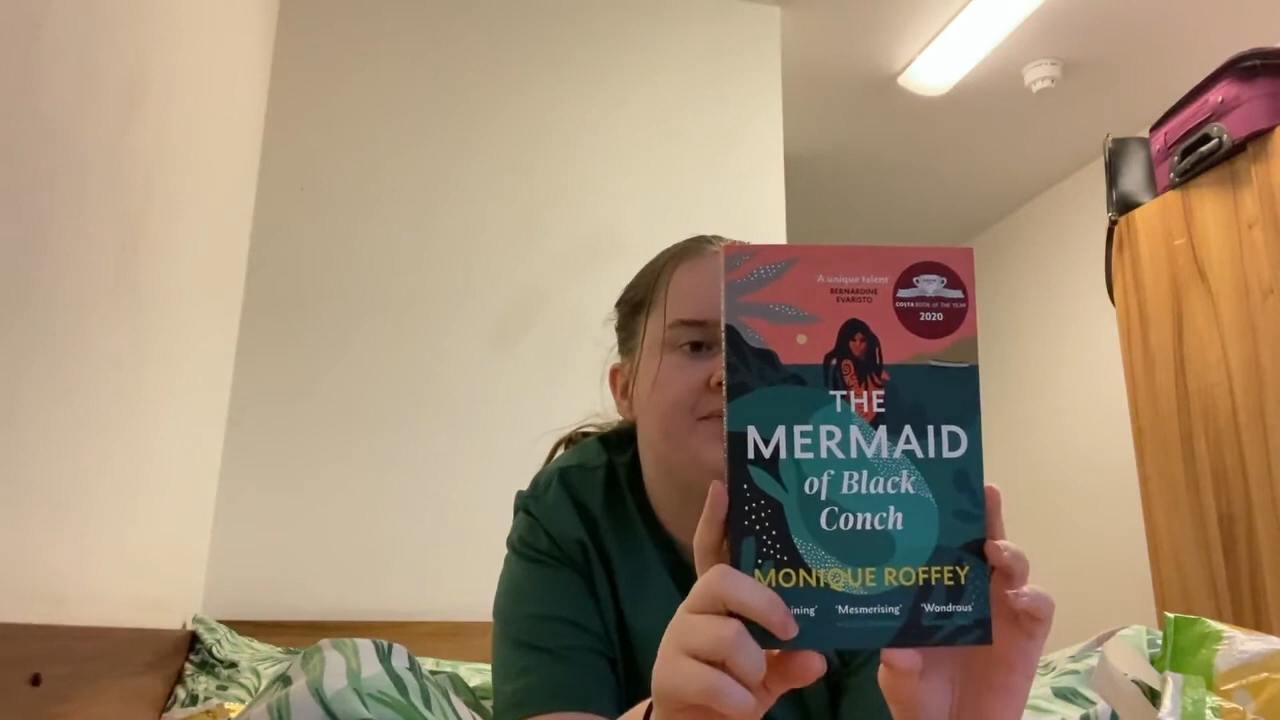 'A unique talent'
BERNARDINE
EVARISTO
COSTA BOOK OF THE YEAR
2020
THE
MERMAID
of Black
Conch
MONIQUE ROFFEY
'Mesmerising' 'Wondrous'